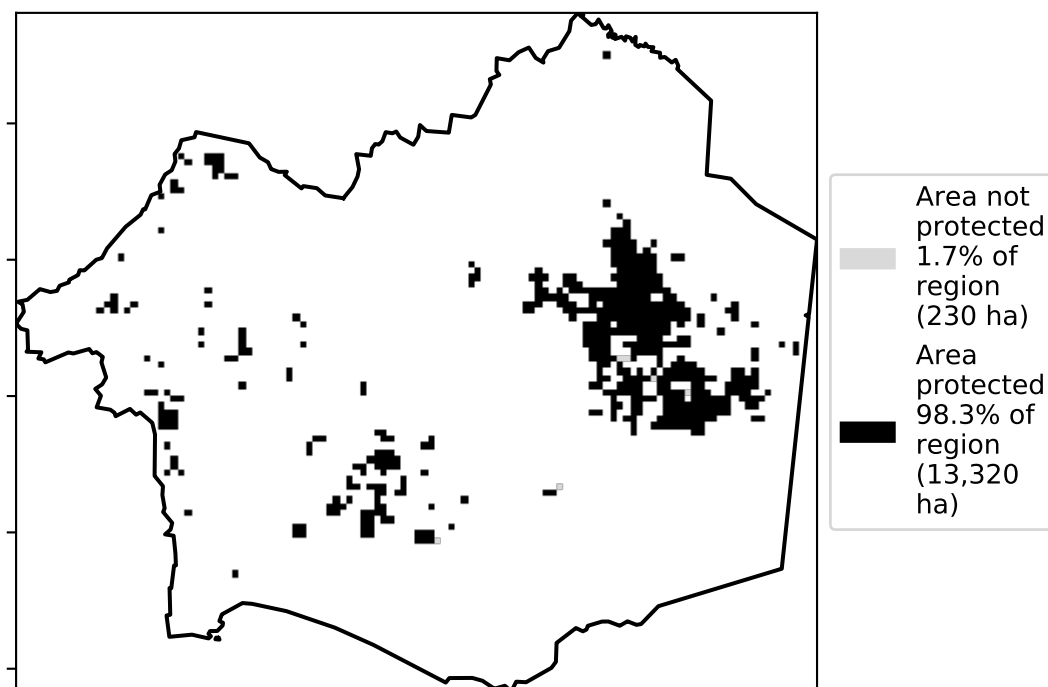 Area not
protected
1.7% of
region
(230 ha)
Area
protected
98.3% of
region
(13,320
ha)